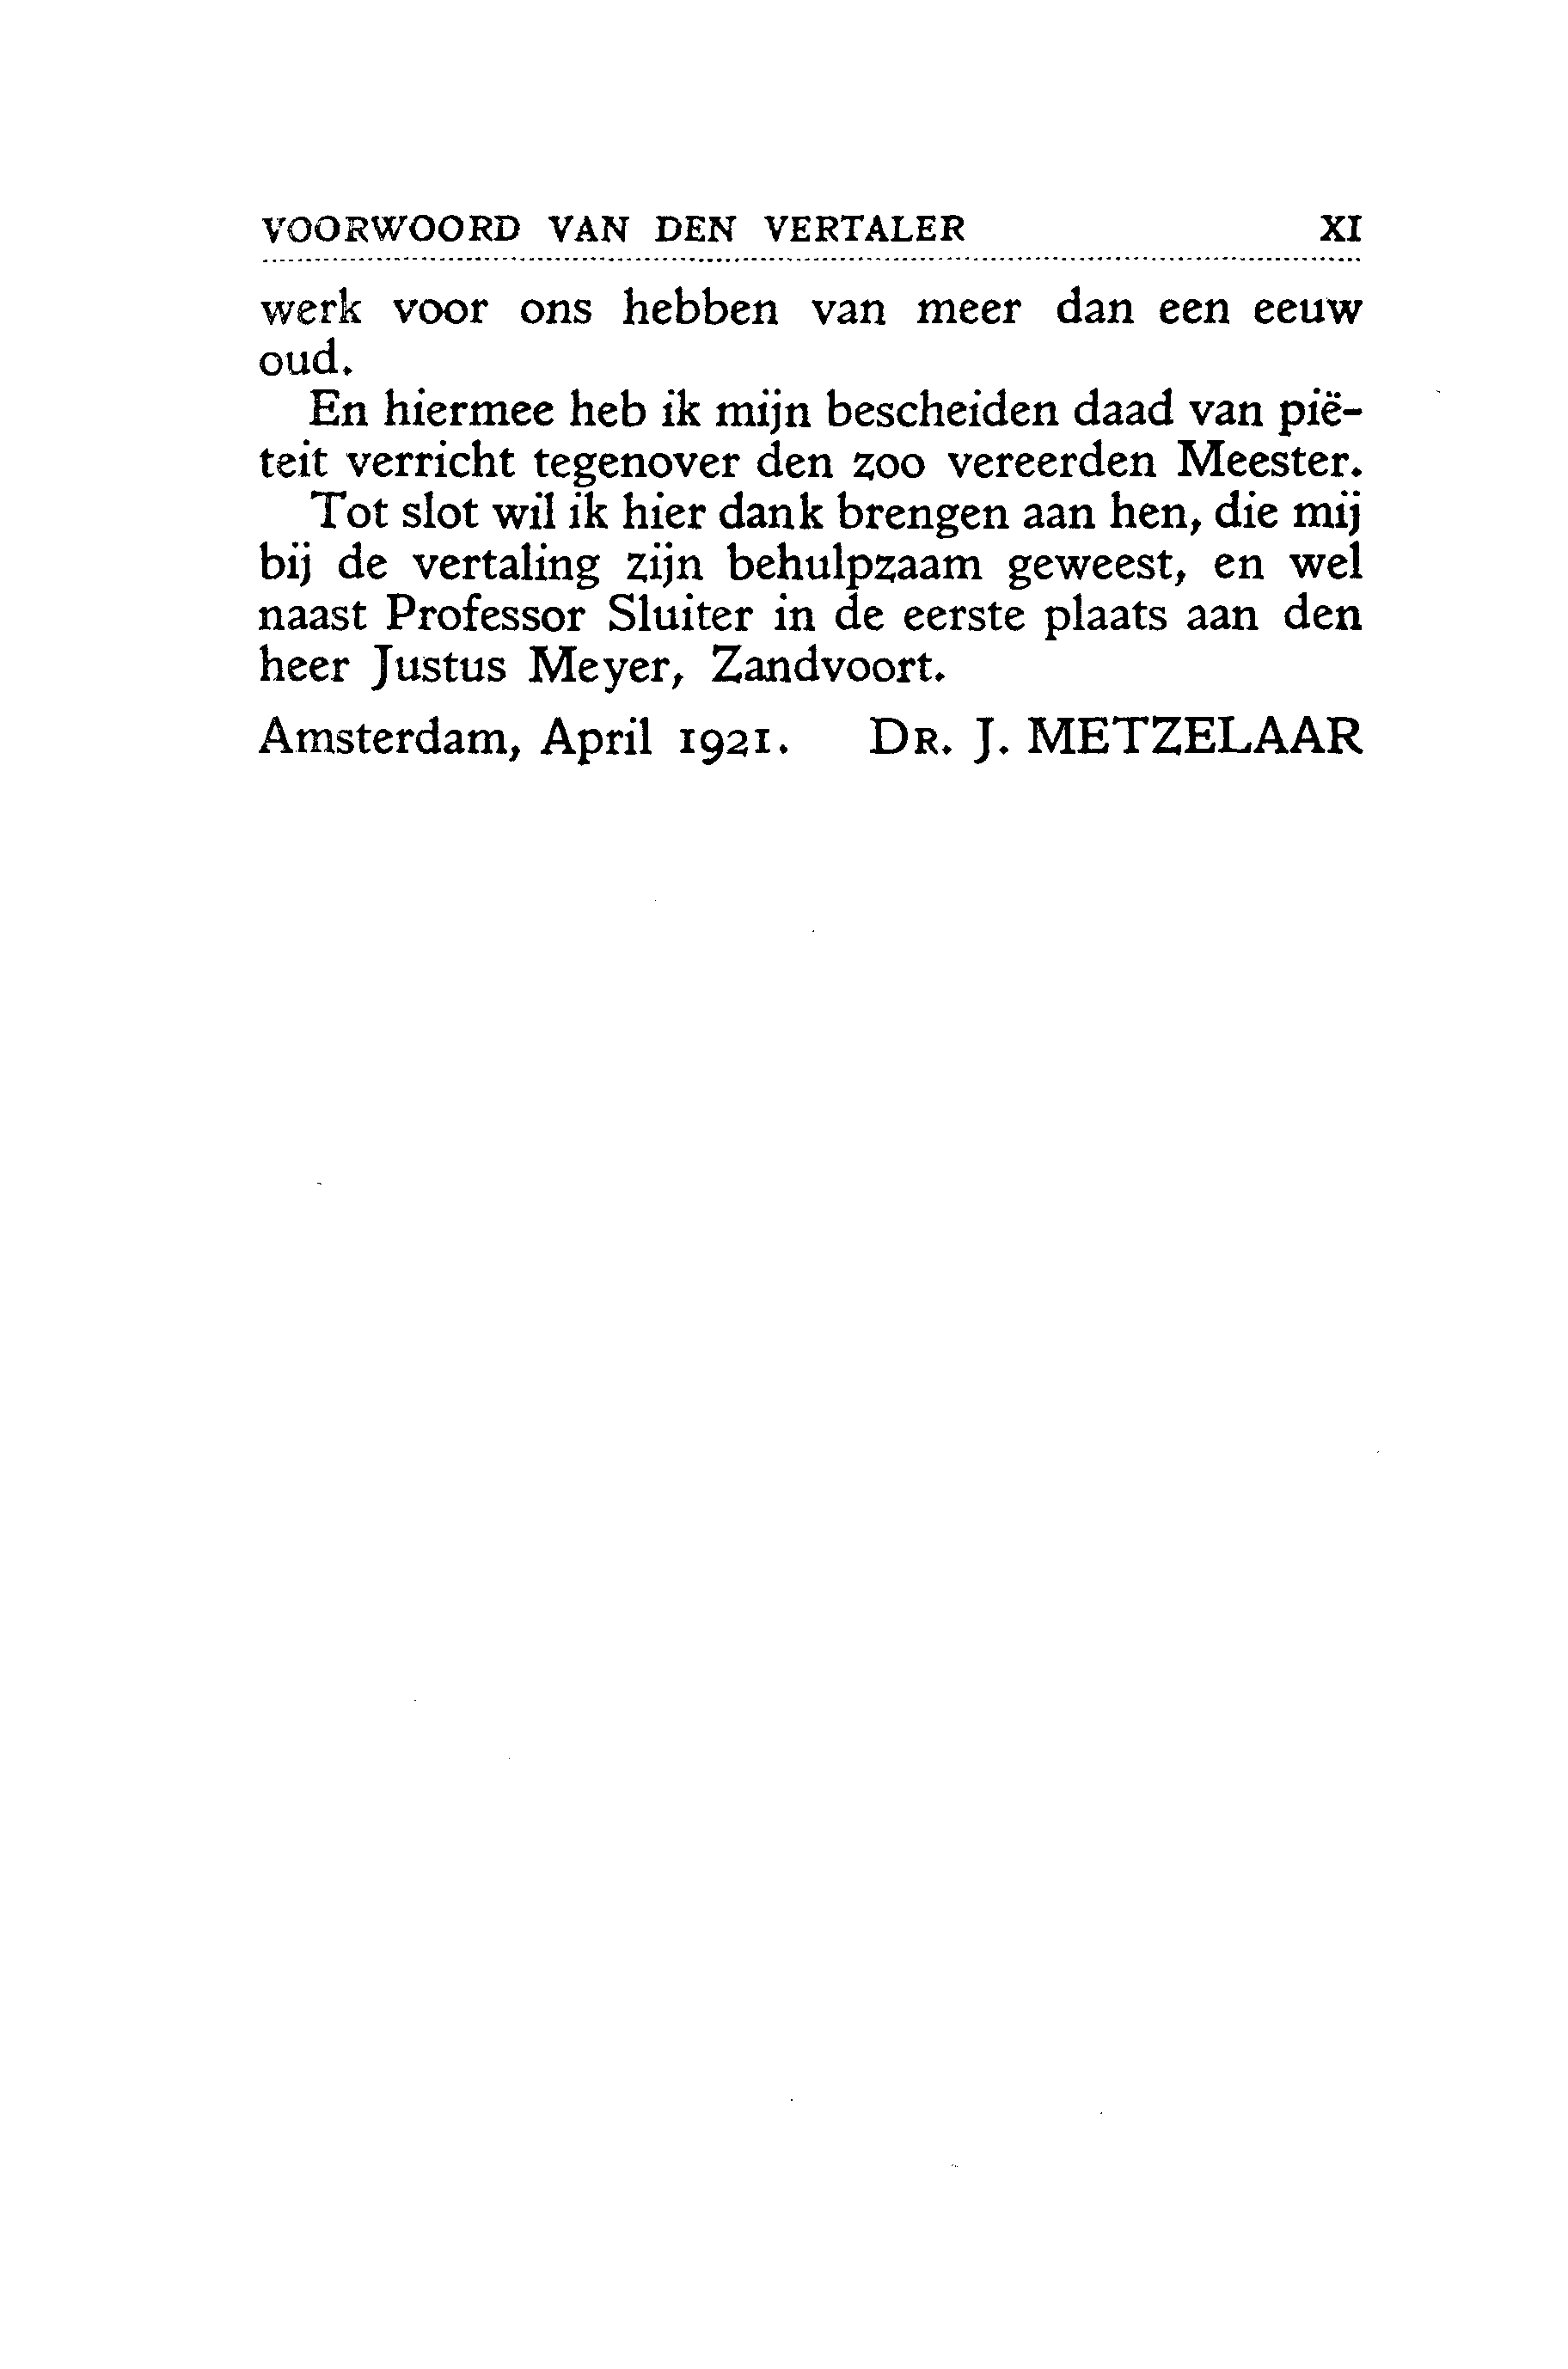 VOORWOORD VAN DEN VERTALER XI
werk voor ons hebben van meer dan een eeuw
oud.
En hiermee heb ik mijn bescheiden daad van pië-
teit verricht tegenover den zoo vereerden Meester.
Tot slot wil ik hier dank brengen aan hen, die mij
bij de vertaling zijn behulpzaam geweest, en wel
naast Professor Sluiter in de eerste plaats aan den
heer Justus Meyer, Zandvoort.
Amsterdam, April 1921. DR. J. METZELAAR